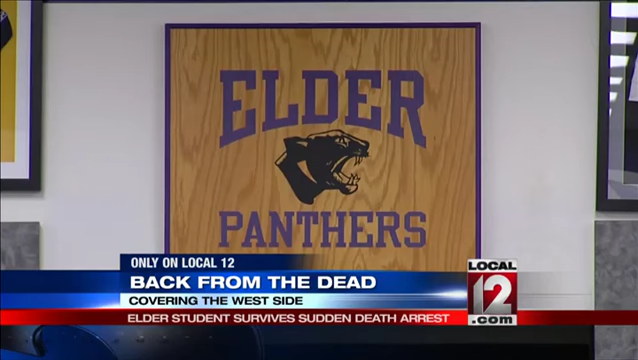 ELDER
PANTHERS
ONLY ON LOCAL 12
BACK FROM THE DEAD
COVERING THE WEST SIDE
ELDER STUDENT SURVIVES SUDDEN DEATH ARREST
LOCAL
12
.com